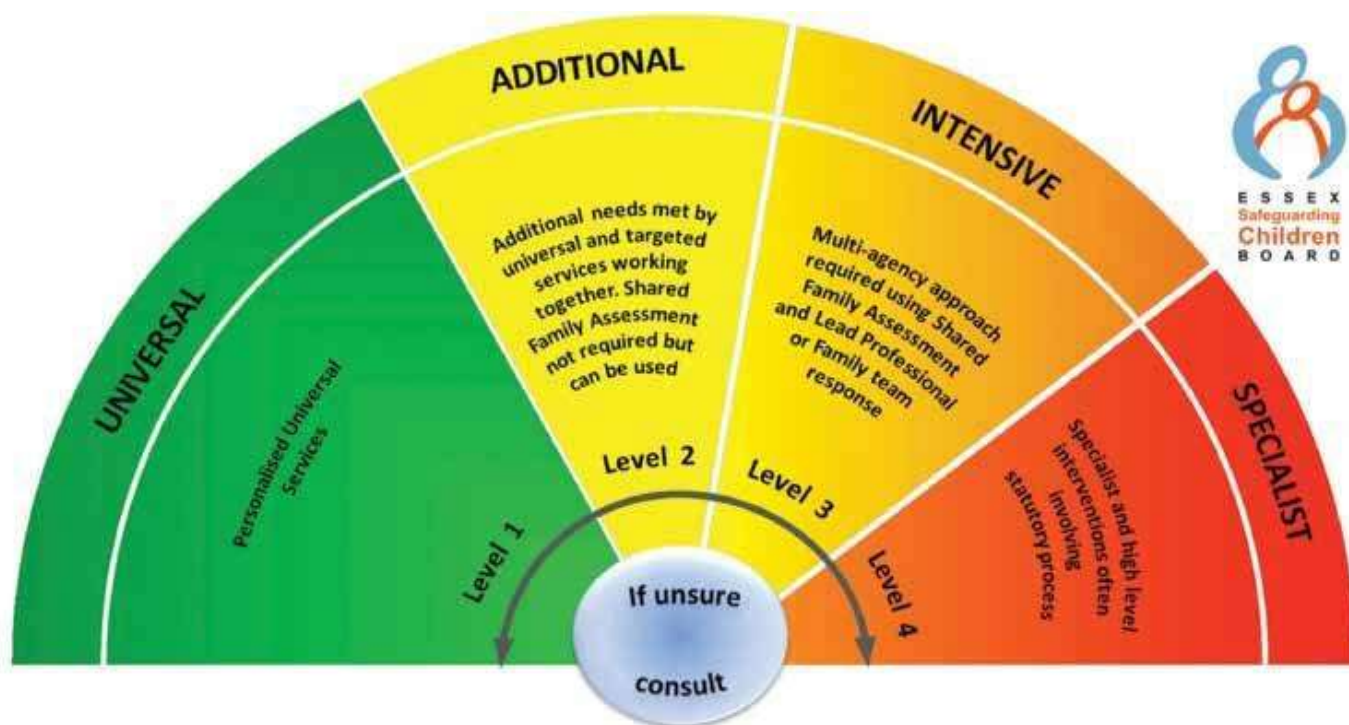 UNIVERSAL
Personalised Universal
Services
Level 1
ADDITIONAL
Additional needs met by
universal and targeted
services working
together. Shared
Family Assessment
not required but
can be used
Level 2
INTENSIVE
Multi-agency approach
required using Shared
Family Assessment
and Lead Professional
or Family team
response
Level 3
SPECIALIST
Specialist and high level
interventions often
involving
statutory process
Level 4
If unsure
consult
ESSEX
Safeguarding
Children
BOARD